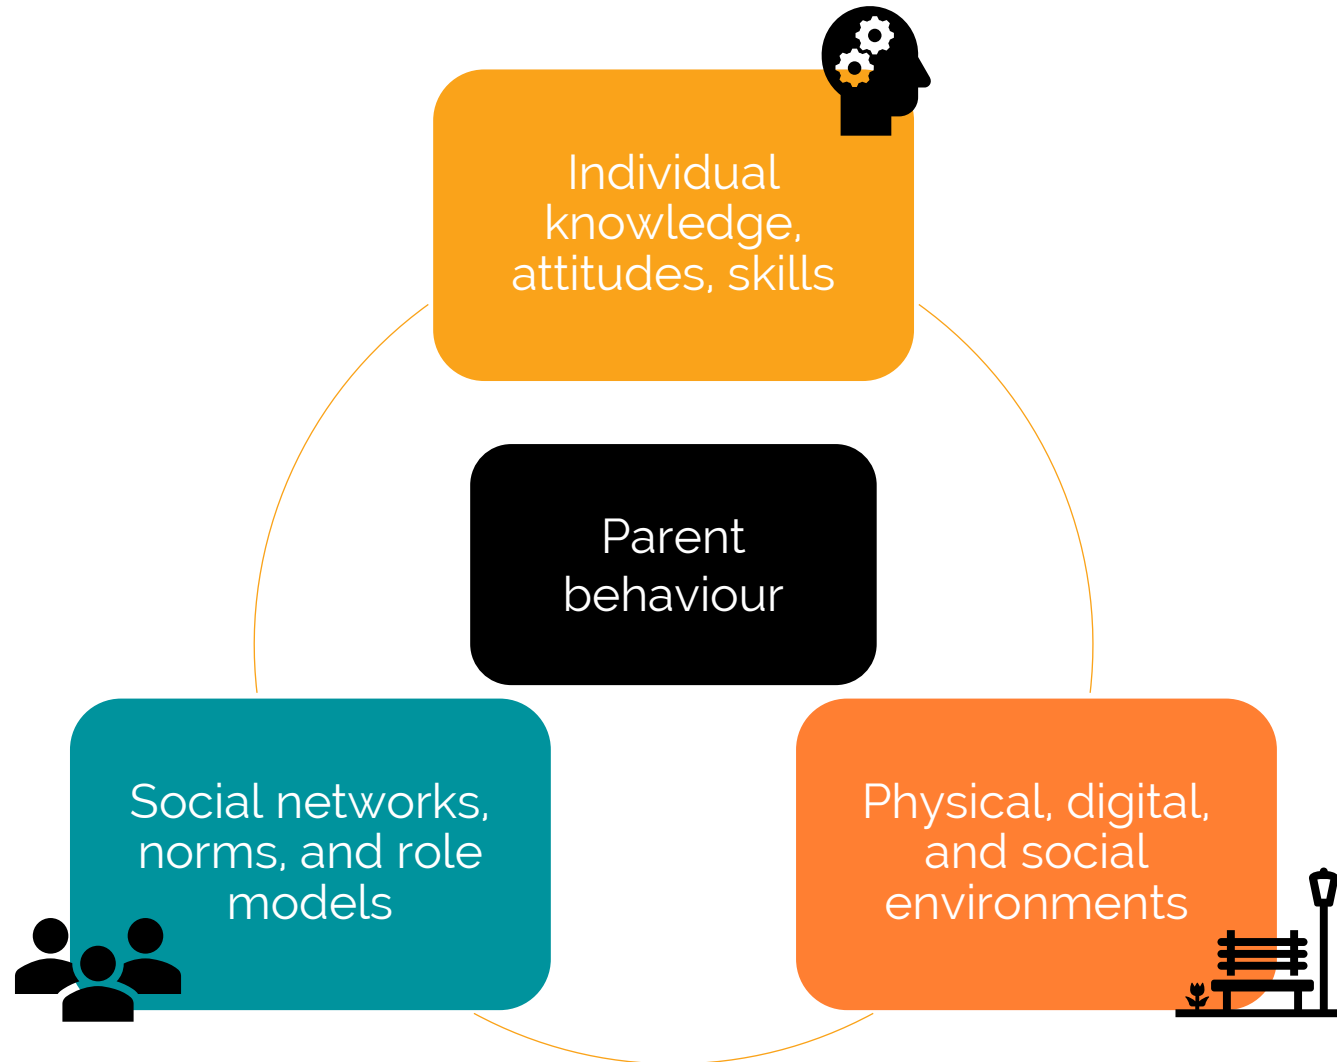 Individual
knowledge,
attitudes, skills
Parent
behaviour
Social networks,
norms, and role
models
Physical, digital,
and social
environments